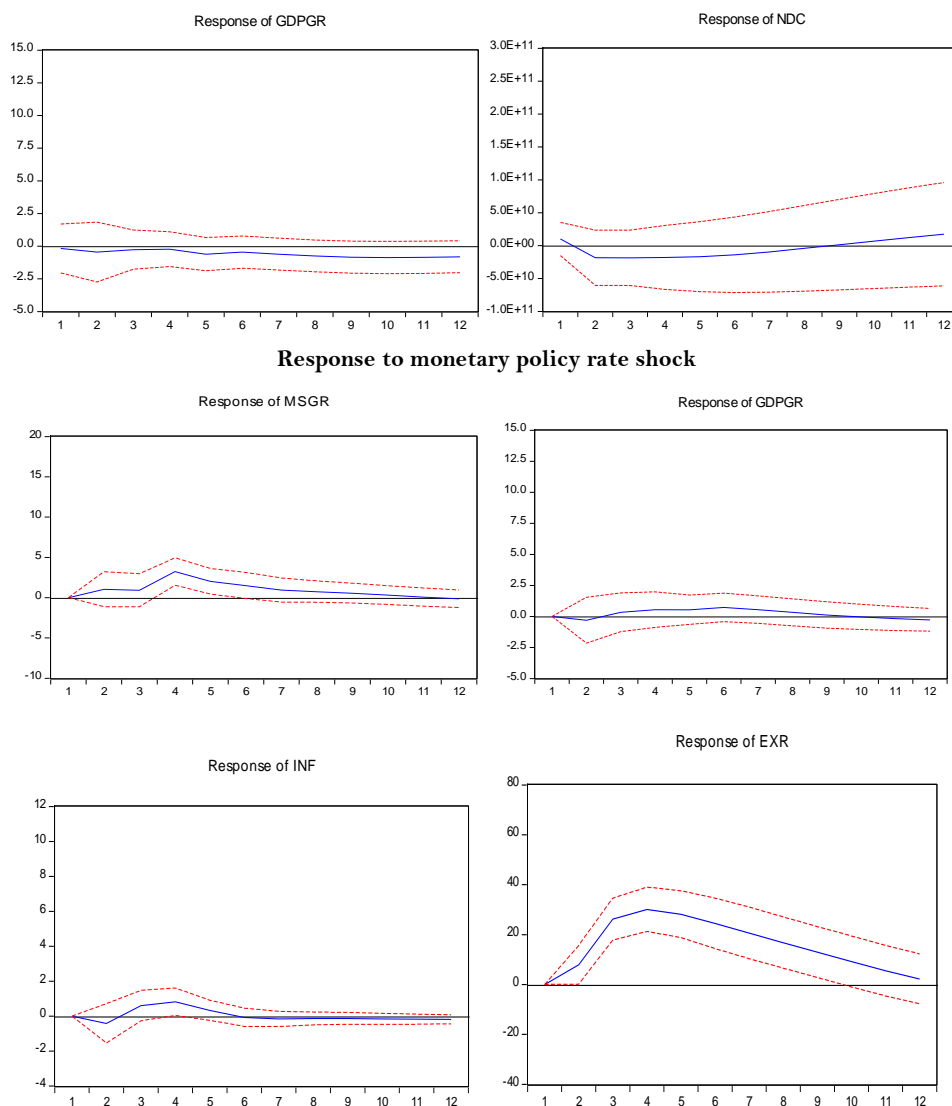 Response of GDPGR
15.0
12.5
10.0
7.5
5.0
2.5
0.0
-2.5
-5.0
1 2 3 4 5 6 7 8 9 10 11 12
Response of NDC
3.0E+11
2.5E+11
2.0E+11
1.5E+11
1.0E+11
5.0E+10
0.0E+00
-5.0E+10
-1.0E+11
1 2 3 4 5 6 7 8 9 10 11 12
Response to monetary policy rate shock
Response of MSGR
20
15
10
5
0
-5
-10
1 2 3 4 5 6 7 8 9 10 11 12
Response of GDPGR
15.0
12.5
10.0
7.5
5.0
2.5
0.0
-2.5
-5.0
1 2 3 4 5 6 7 8 9 10 11 12
Response of INF
12
10
8
6
4
2
0
-2
-4
1 2 3 4 5 6 7 8 9 10 11 12
Response of EXR
80
60
40
20
0
-20
-40
1 2 3 4 5 6 7 8 9 10 11 12